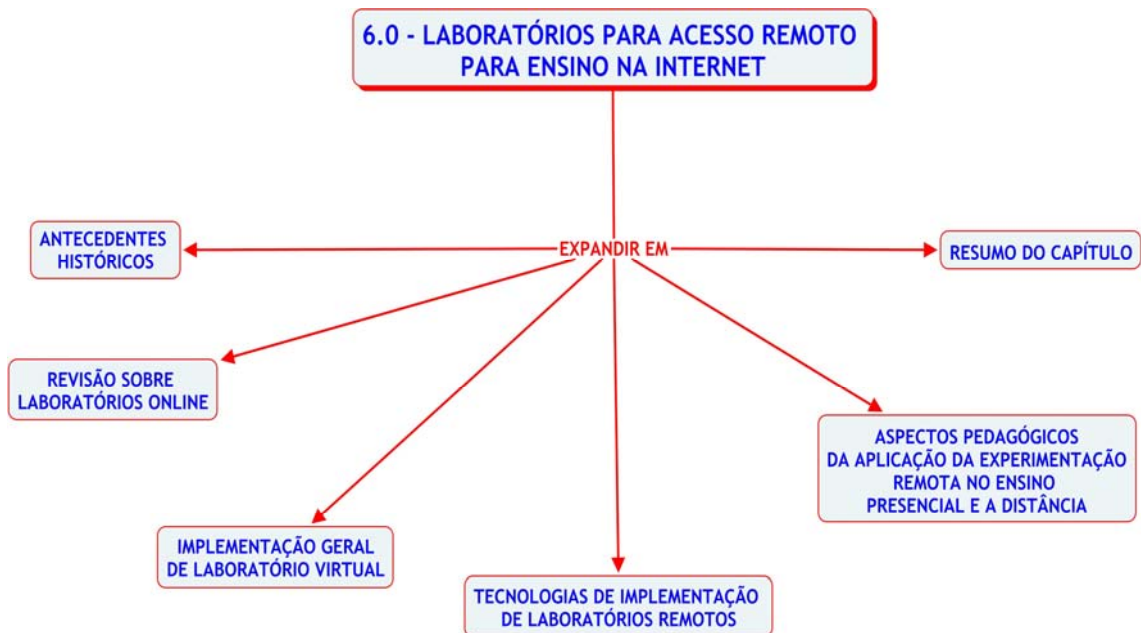 6.0 - LABORATÓRIOS PARA ACESSO REMOTO
PARA ENSINO NA INTERNET
ANTECEDENTES
HISTÓRICOS
EXPANDIR EM
RESUMO DO CAPÍTULO
REVISÃO SOBRE
LABORATÓRIOS ONLINE
ASPECTOS PEDAGÓGICOS
DA APLICAÇÃO DA EXPERIMENTAÇÃO
REMOTA NO ENSINO
PRESENCIAL E A DISTÂNCIA
IMPLEMENTAÇÃO GERAL
DE LABORATÓRIO VIRTUAL
TECNOLOGIAS DE IMPLEMENTAÇÃO
DE LABORATÓRIOS REMOTOS